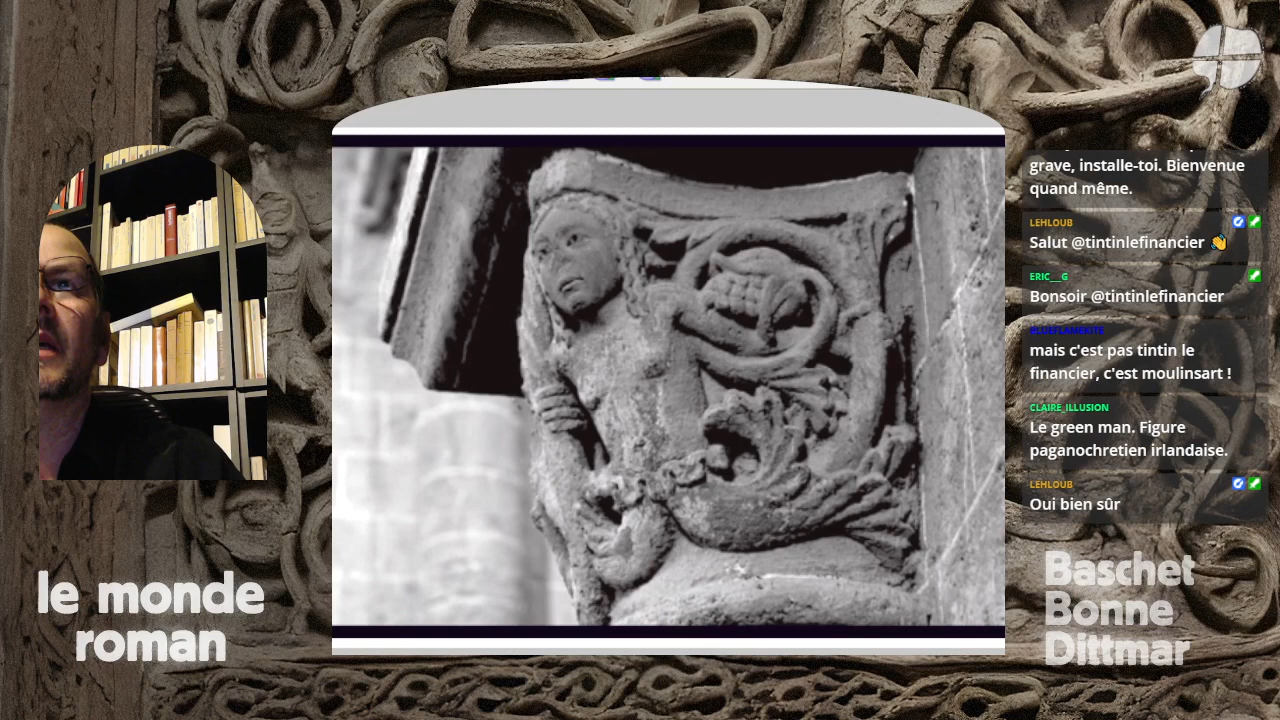 grave, installe-toi. Bienvenue
quand même.
LEHLOUB
Salut @tintinlefinancier 👋
ERIC__G
Bonsoir @tintinlefinancier
BLUEFLAMEKITE
mais c'est pas tintin le
financier, c'est moulinsart !
CLAIRE_ILLUSION
Le green man. Figure
paganochretien irlandaise.
LEHLOUB
Oui bien sûr
le monde
roman
Baschet
Bonne
Dittmar